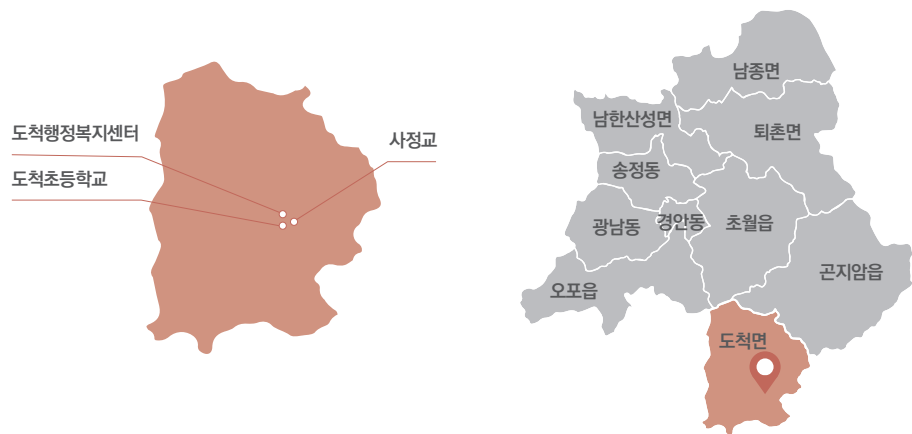 도척행정복지센터
사정교
도척초등학교
남종면
남한산성면
퇴촌면
송정동
광남동
경안동
초월읍
곤지암읍
오포읍
도척면